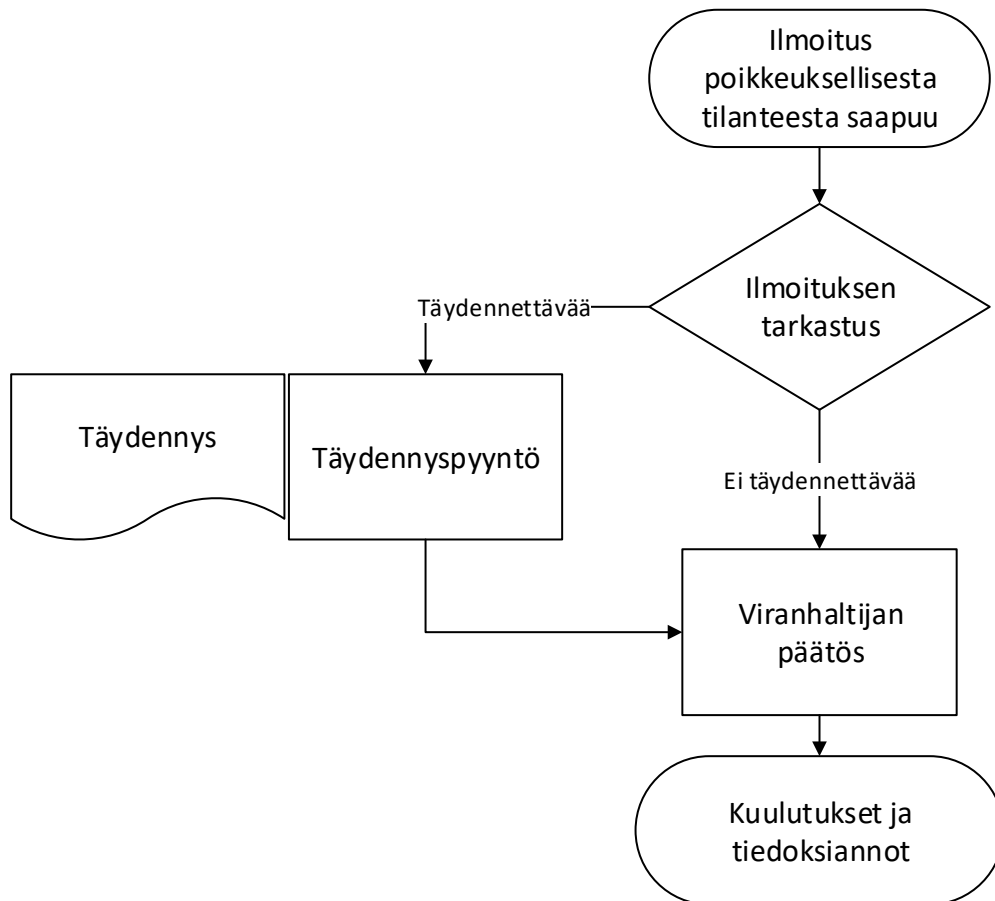 Ilmoitus
poikkeuksellisesta
tilanteesta saapuu
Ilmoituksen
tarkastus
Täydennettävää
Täydennys
Täydennyspyyntö
Ei täydennettävää
Viranhaltijan
päätös
Kuulutukset ja
tiedoksiannot